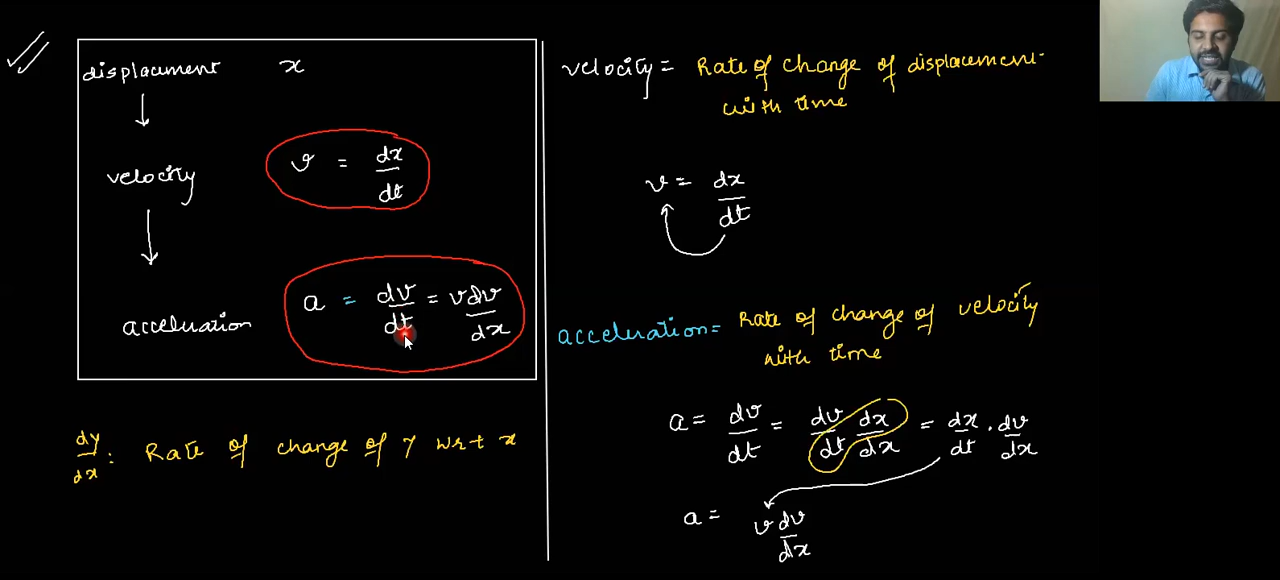 displacement x
velocity v = dx/dt
acceleration a = dv/dt = v dv/dx
dy/dx : Rate of change of y wrt x
velocity = Rate of change of displacement
with time
v = dx/dt
acceleration = Rate of change of velocity
with time
a = dv/dt = dv/dt dx/dx = dx/dt . dv/dx
a = v dv/dx